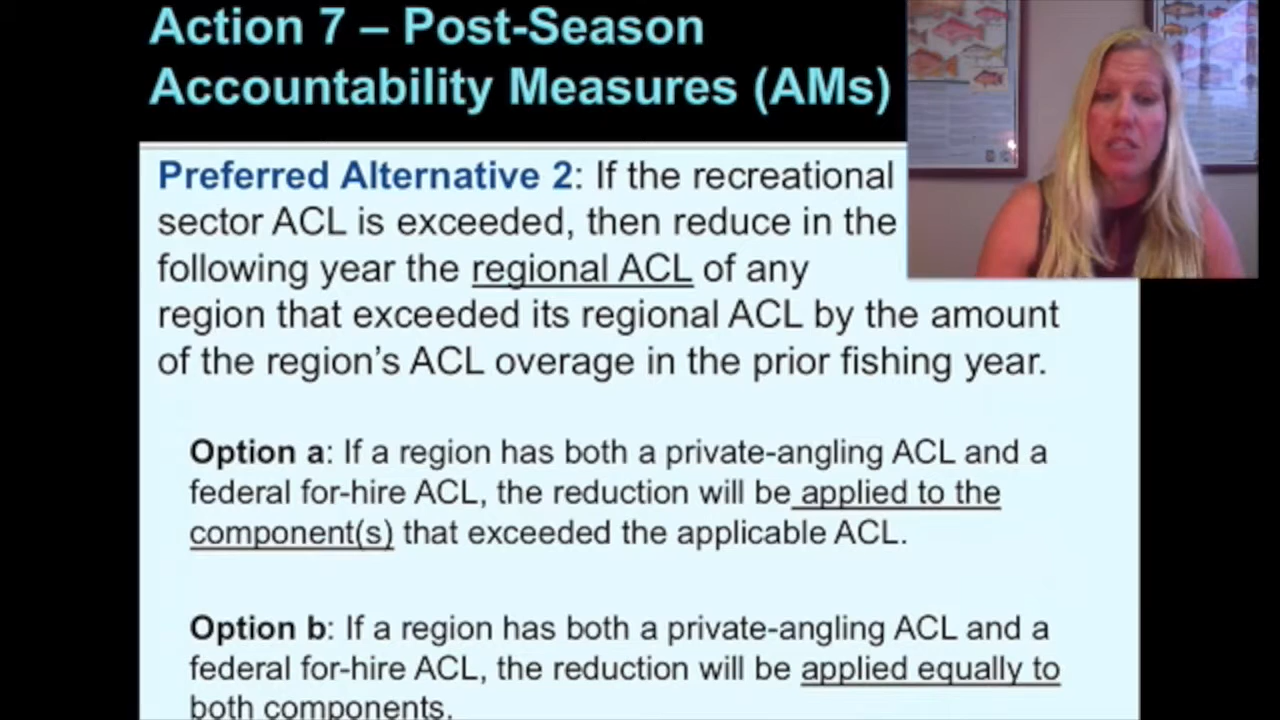 Action 7 – Post-Season
Accountability Measures (AMs)
Preferred Alternative 2: If the recreational
sector ACL is exceeded, then reduce in the
following year the regional ACL of any
region that exceeded its regional ACL by the amount
of the region’s ACL overage in the prior fishing year.
Option a: If a region has both a private-angling ACL and a
federal for-hire ACL, the reduction will be applied to the
component(s) that exceeded the applicable ACL.
Option b: If a region has both a private-angling ACL and a
federal for-hire ACL, the reduction will be applied equally to
both components.